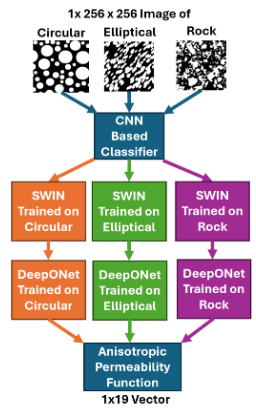 1x 256 x 256 Image of
Circular
Elliptical
Rock
CNN
Based
Classifier
SWIN
Trained on
Circular
SWIN
Trained on
Elliptical
SWIN
Trained on
Rock
DeepONet
Trained on
Circular
DeepONet
Trained on
Elliptical
DeepONet
Trained on
Rock
Anisotropic
Permeability
Function
1x19 Vector